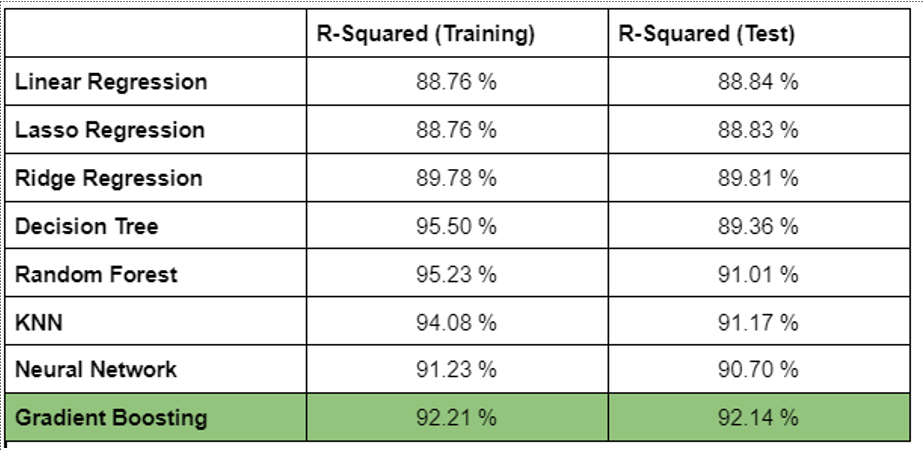 R-Squared (Training) R-Squared (Test)
Linear Regression 88.76 % 88.84 %
Lasso Regression 88.76 % 88.83 %
Ridge Regression 89.78 % 89.81 %
Decision Tree 95.50 % 89.36 %
Random Forest 95.23 % 91.01 %
KNN 94.08 % 91.17 %
Neural Network 91.23 % 90.70 %
Gradient Boosting 92.21 % 92.14 %